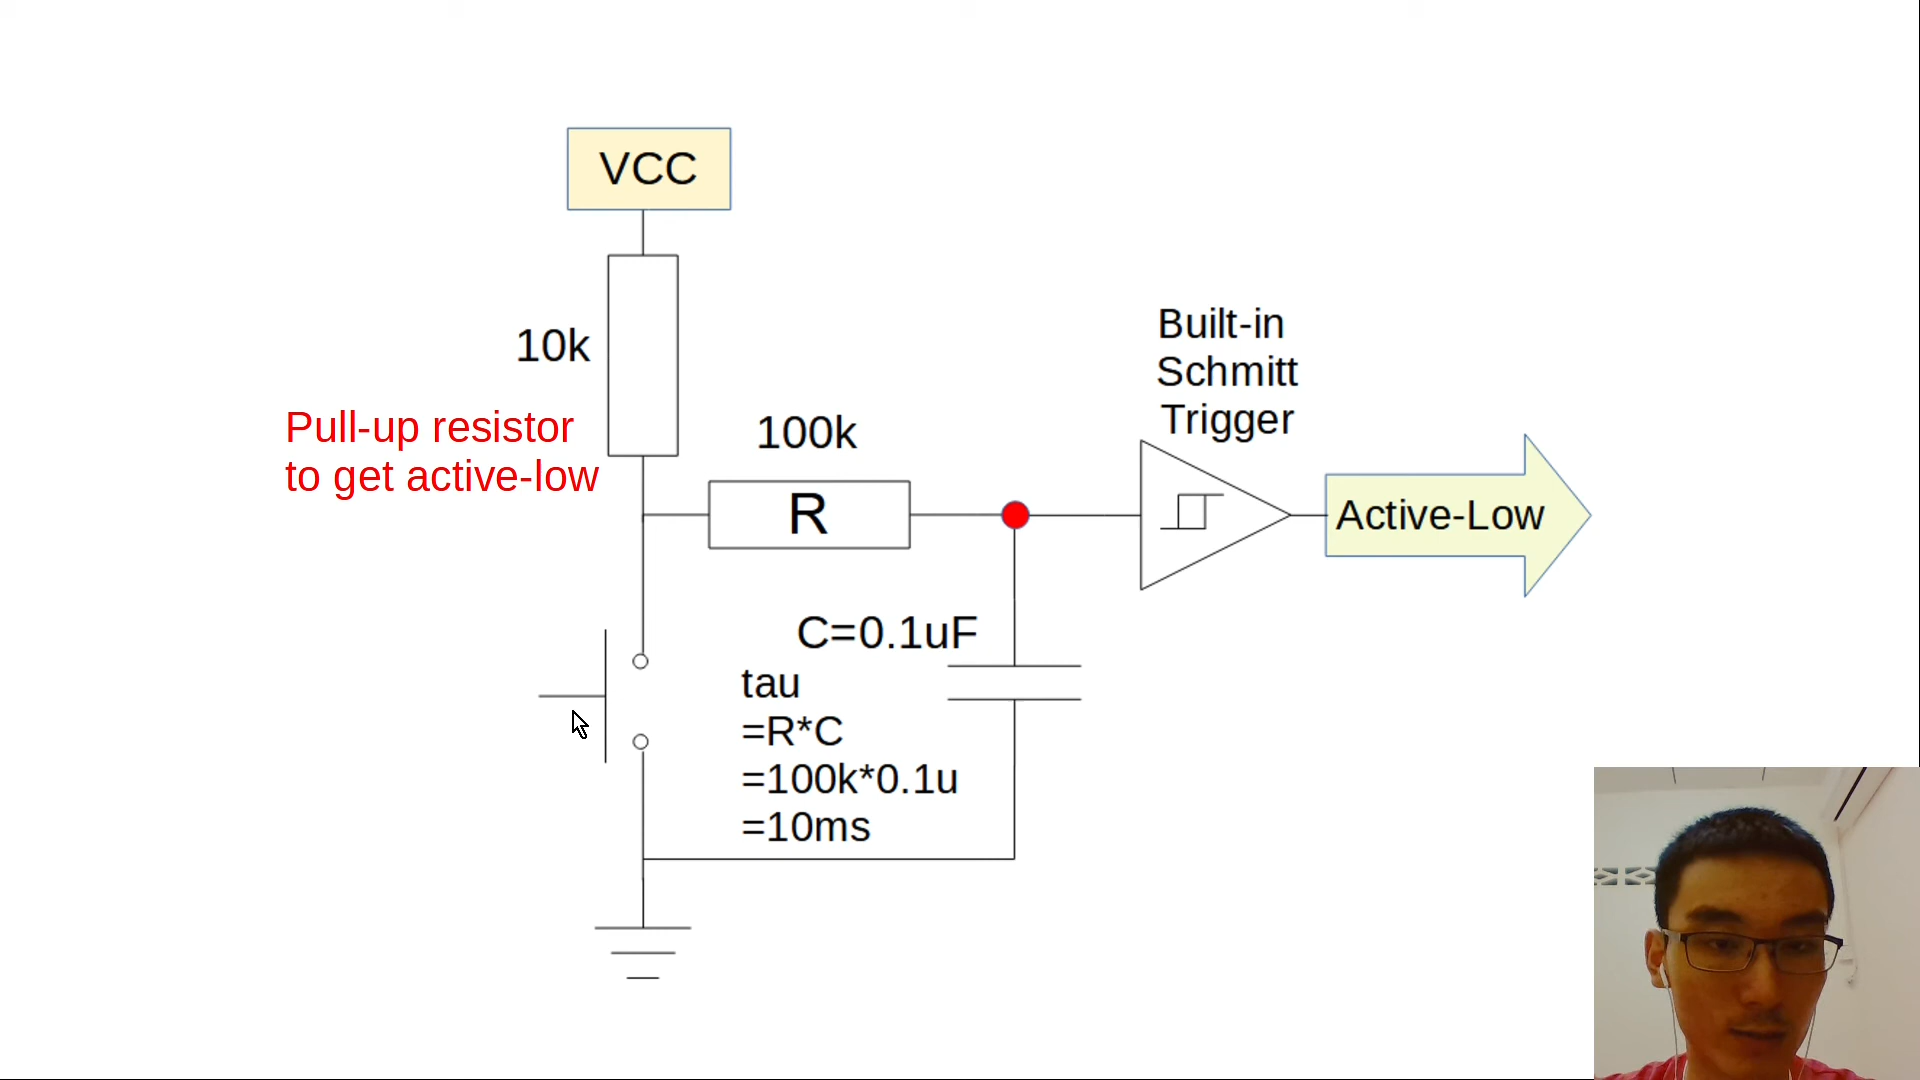 VCC
10k
Pull-up resistor
to get active-low
100k
R
Built-in
Schmitt
Trigger
Active-Low
C=0.1uF
tau
=R*C
=100k*0.1u
=10ms